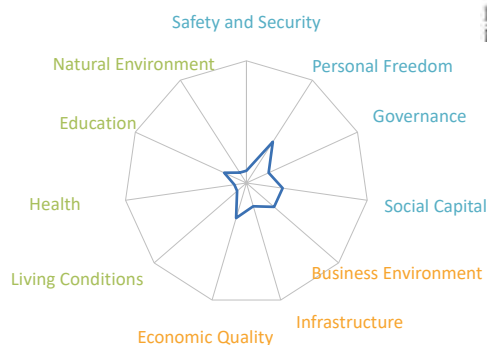 Safety and Security
Natural Environment
Personal Freedom
Education
Governance
Health
Social Capital
Living Conditions
Business Environment
Economic Quality
Infrastructure